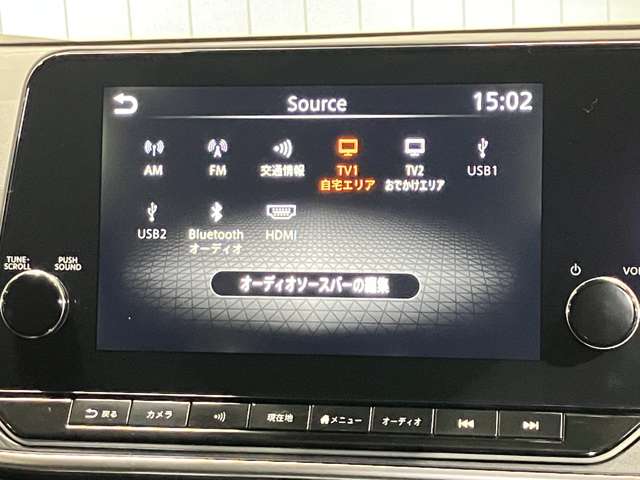 Source
15:02
AM
FM
交通情報
TV1
自宅エリア
TV2
おでかけエリア
USB1
USB2
Bluetooth
オーディオ
HDMI
オーディオソースバーの編集
TUNE·
SCROLL
PUSH
SOUND
VOL
戻る
カメラ
現在地
メニュー
オーディオ